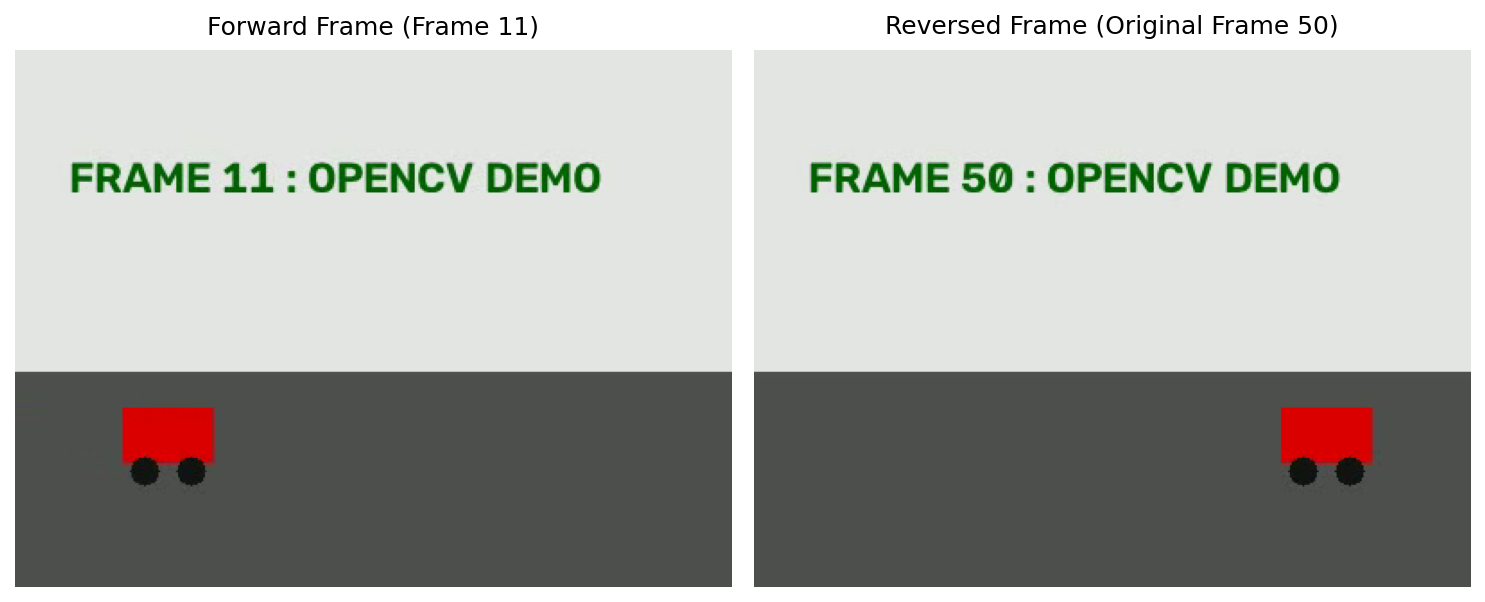 Forward Frame (Frame 11)
FRAME 11 : OPENCV DEMO
Reversed Frame (Original Frame 50)
FRAME 50 : OPENCV DEMO